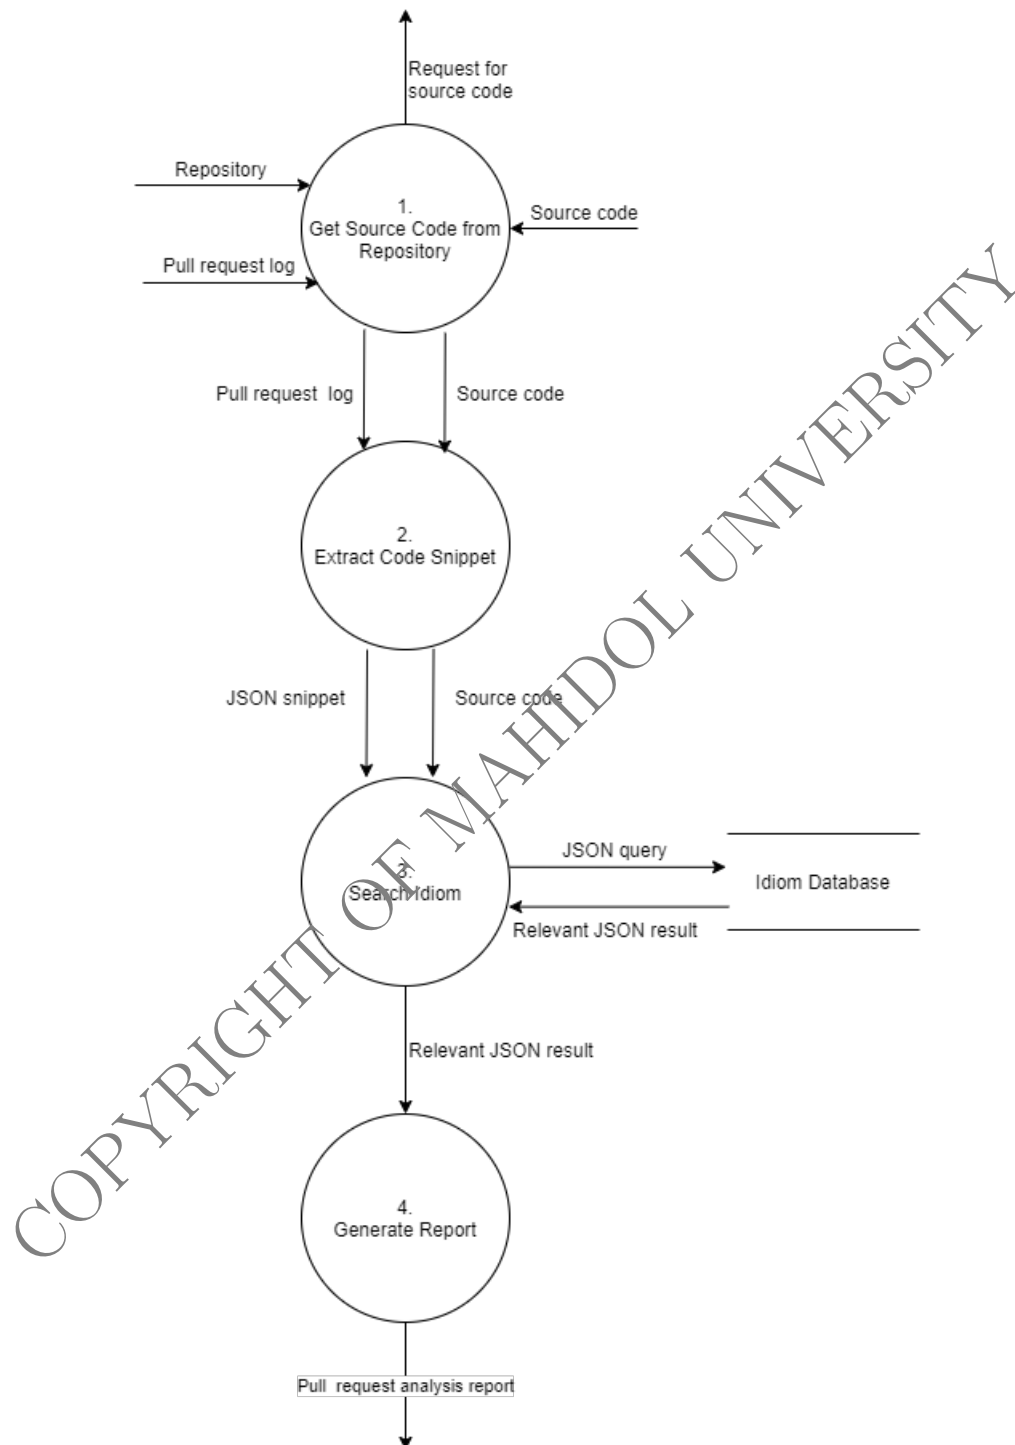 Request for
source code
Repository
1.
Get Source Code from
Repository
Source code
Pull request log
Pull request  log
Source code
2.
Extract Code Snippet
JSON snippet
Source code
3.
Search Idiom
JSON query
Idiom Database
Relevant JSON result
Relevant JSON result
4.
Generate Report
Pull  request analysis report
COPYRIGHT OF MAHIDOL UNIVERSITY